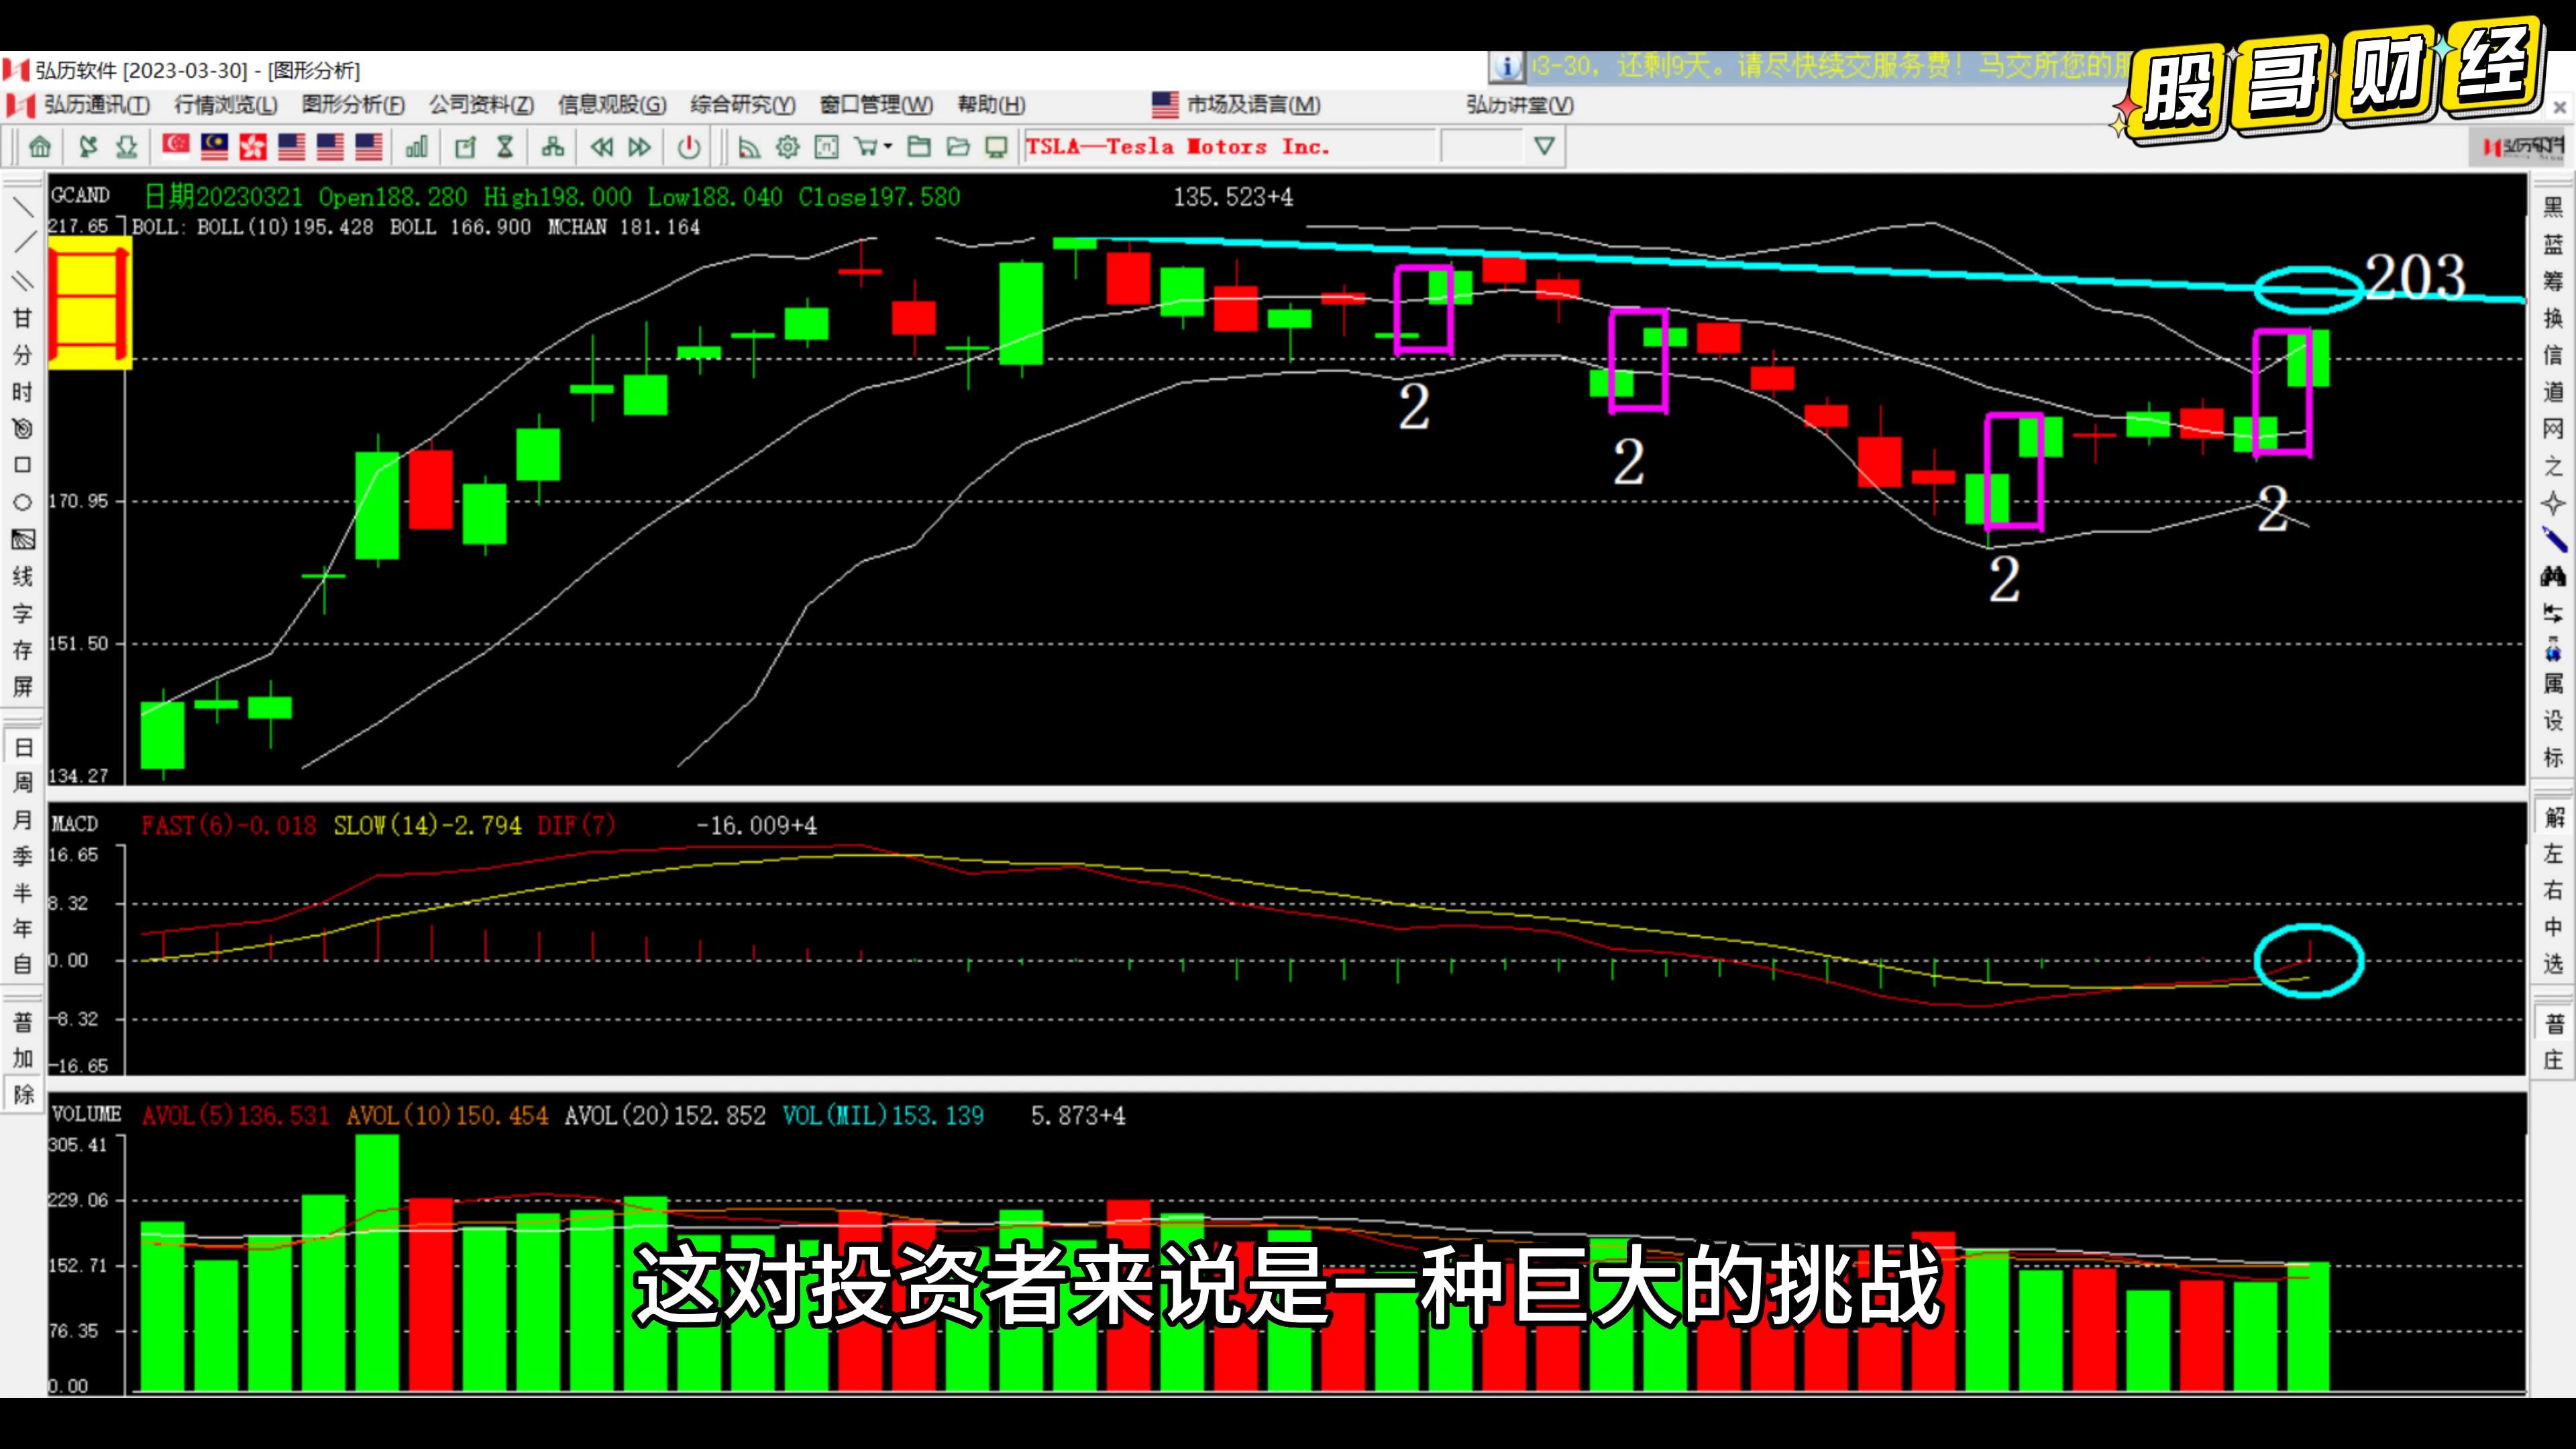 股哥财经
弘历软件 [2023-03-30] - [图形分析]
03-30, 还剩9天。请尽快续交服务费! 马交所您的服
弘历通讯(T) 行情浏览(L) 图形分析(F) 公司资料(Z) 信息观股(G) 综合研究(Y) 窗口管理(W) 帮助(H) 市场及语言(M) 弘历讲堂(V)
TSLA—Tesla Motors Inc.
弘历软件
GCAND 日期20230321 Open188.280 High198.000 Low188.040 Close197.580 135.523+4
217.65 BOLL: BOLL(10)195.428 BOLL 166.900 MCHAN 181.164
日
203
2
2
2
2
170.95
151.50
134.27
MACD FAST(6)-0.018 SLOW(14)-2.794 DIF(7) -16.009+4
16.65
8.32
0.00
-8.32
-16.65
VOLUME AVOL(5)136.531 AVOL(10)150.454 AVOL(20)152.852 VOL(MIL)153.139 5.873+4
305.41
229.06
152.71
76.35
0.00
这对投资者来说是一种巨大的挑战
甘
分
时
线
字
存
屏
日
周
月
季
半
年
自
普
加
除
黑
蓝
筹
换
信
道
网
之
属
设
标
解
左
右
中
选
普
庄